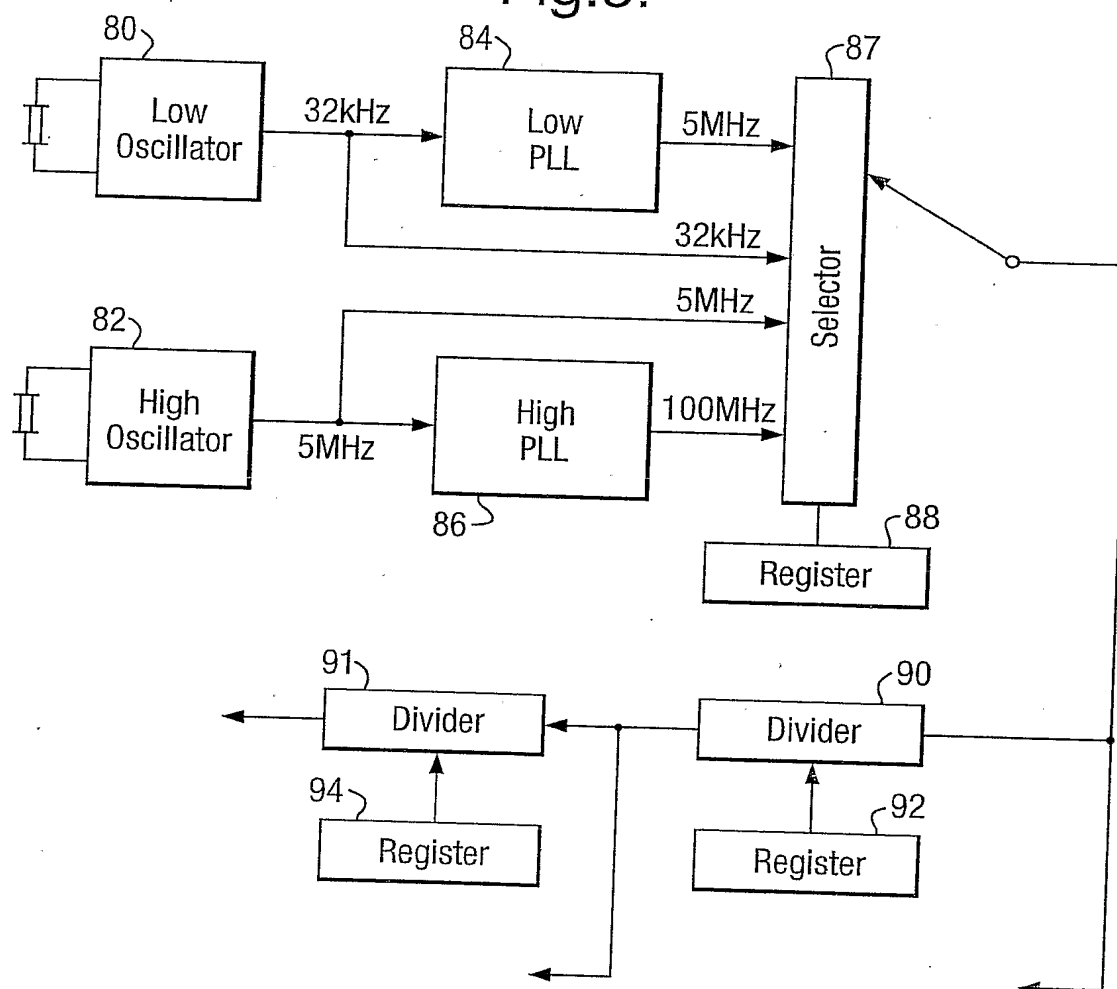 80
84
87
Low
Oscillator
32kHz
Low
PLL
5MHz
32kHz
5MHz
Selector
82
High
Oscillator
5MHz
High
PLL
100MHz
86
88
Register
91
Divider
90
Divider
94
Register
92
Register